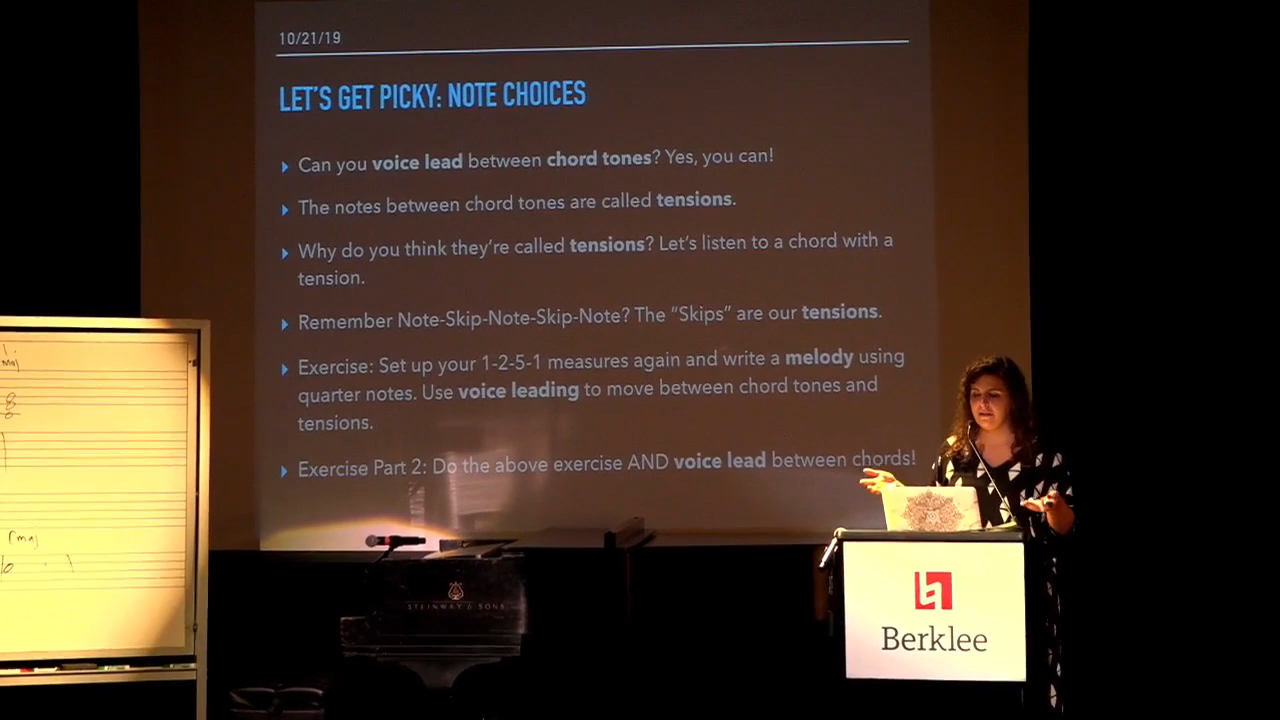 10/21/19
LET'S GET PICKY: NOTE CHOICES
Can you voice lead between chord tones? Yes, you can!
The notes between chord tones are called tensions.
Why do you think they're called tensions? Let's listen to a chord with a
tension.
Remember Note-Skip-Note-Skip-Note? The "Skips" are our tensions.
Exercise: Set up your 1-2-5-1 measures again and write a melody using
quarter notes. Use voice leading to move between chord tones and
tensions.
Exercise Part 2: Do the above exercise AND voice lead between chords!
maj
Cmaj
STEINWAY & SONS
Berklee